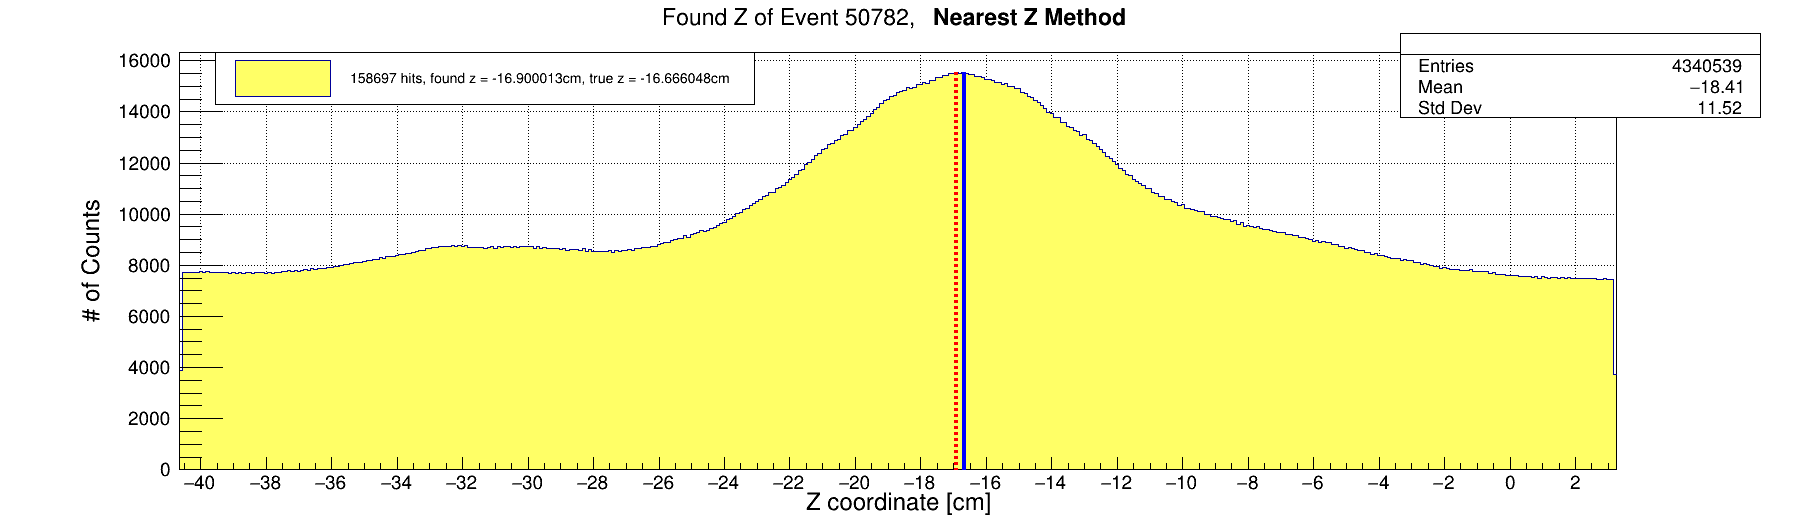 Found Z of Event 50782, Nearest Z Method
158697 hits, found z = -16.900013cm, true z = -16.666048cm
Entries 4340539
Mean −18.41
Std Dev 11.52
# of Counts
16000
14000
12000
10000
8000
6000
4000
2000
0
−40 −38 −36 −34 −32 −30 −28 −26 −24 −22 −20 −18 −16 −14 −12 −10 −8 −6 −4 −2 0 2
Z coordinate [cm]